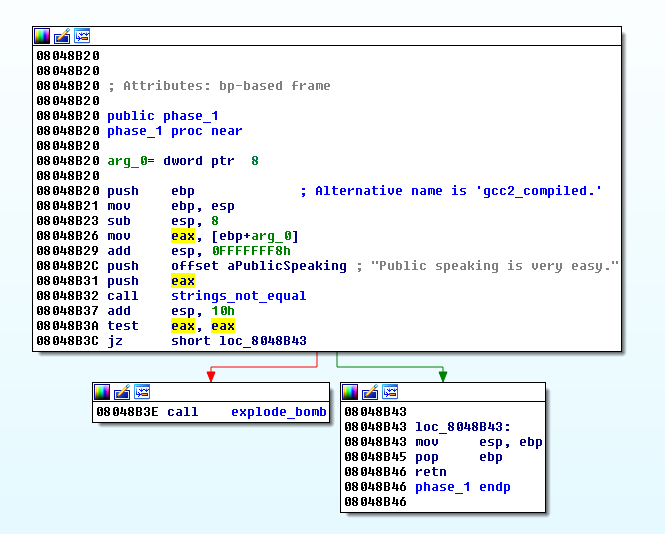 08048B20
08048B20
08048B20 ; Attributes: bp-based frame
08048B20
08048B20 public phase_1
08048B20 phase_1 proc near
08048B20
08048B20 arg_0= dword ptr  8
08048B20
08048B20 push    ebp             ; Alternative name is 'gcc2_compiled.'
08048B21 mov     ebp, esp
08048B23 sub     esp, 8
08048B26 mov     eax, [ebp+arg_0]
08048B29 add     esp, 0FFFFFFF8h
08048B2C push    offset aPublicSpeaking ; "Public speaking is very easy."
08048B31 push    eax
08048B32 call    strings_not_equal
08048B37 add     esp, 10h
08048B3A test    eax, eax
08048B3C jz      short loc_8048B43
08048B3E call    explode_bomb
08048B43
08048B43 loc_8048B43:
08048B43 mov     esp, ebp
08048B45 pop     ebp
08048B46 retn
08048B46 phase_1 endp
08048B46